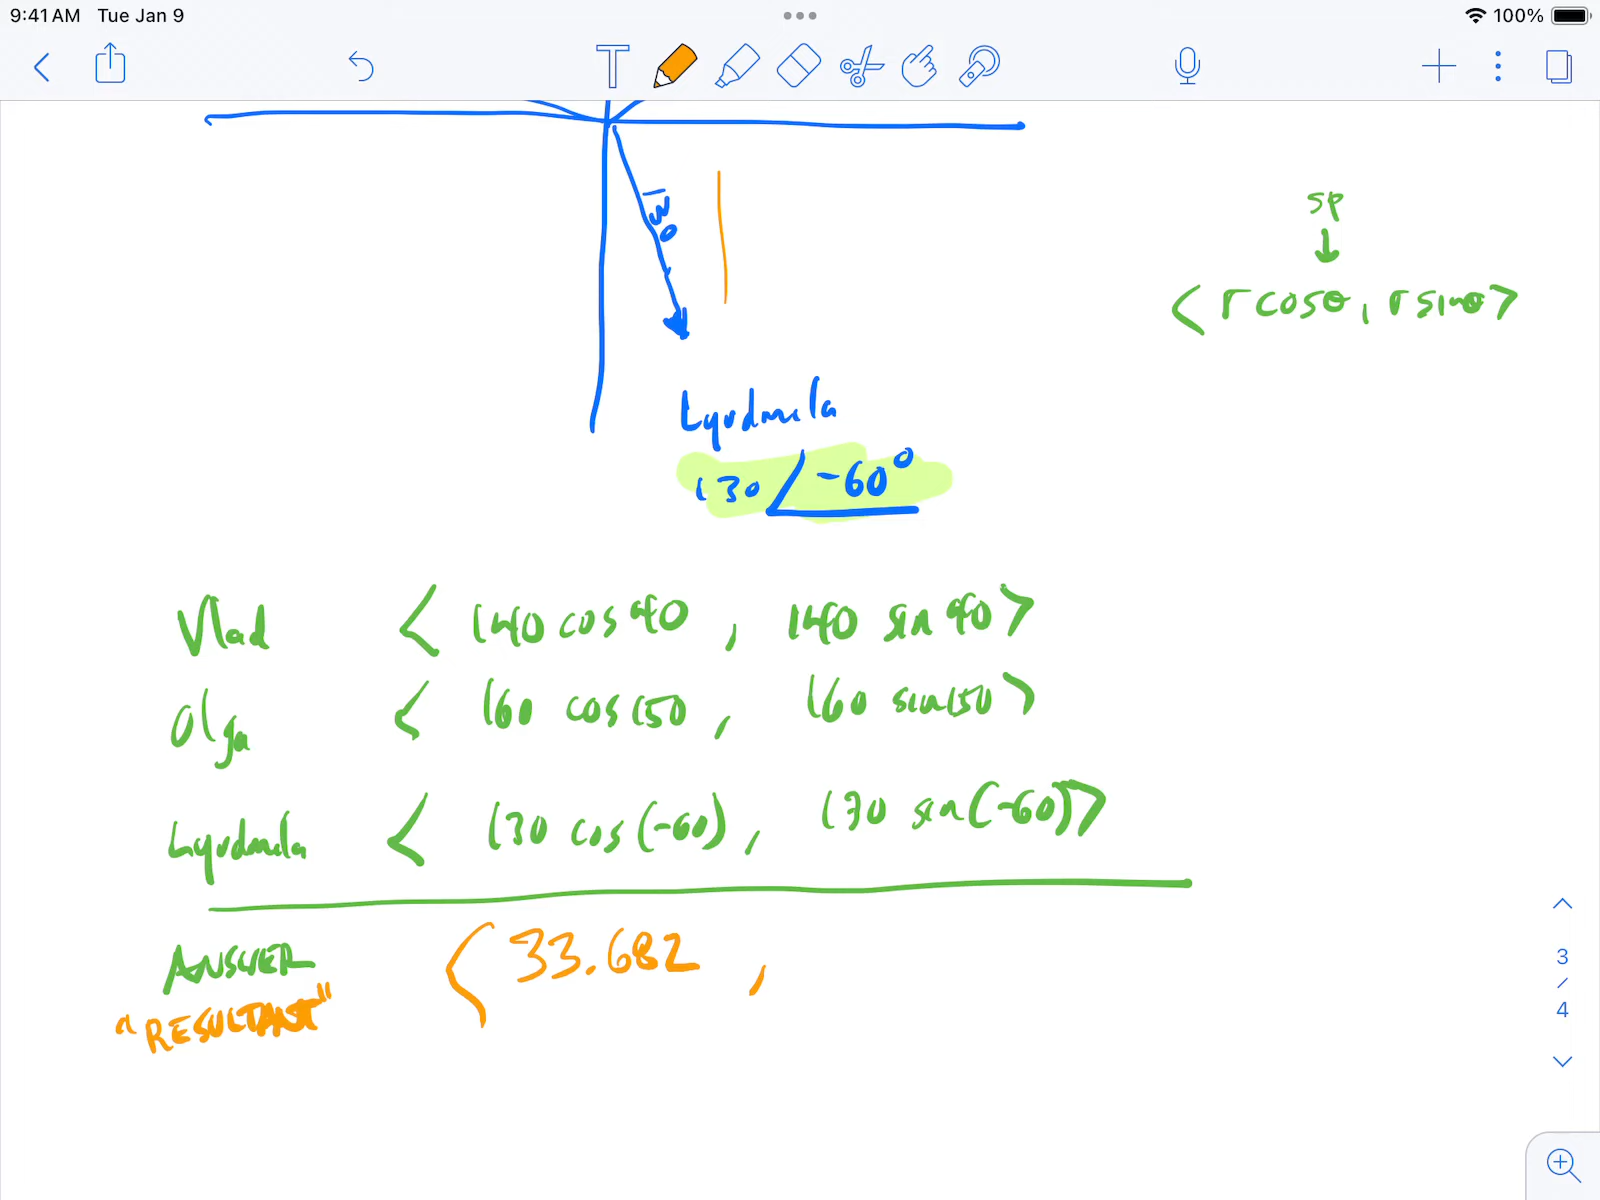 9:41 AM Tue Jan 9
100%
T
w
sp
↓
< r cosθ, r sinθ >
Lyudmila
130 ∠-60°
Vlad < 140 cos 40 , 140 sin 40 >
Olga < 160 cos 150 , 160 sin 150 >
Lyudmila < 130 cos (-60) , 130 sin (-60) >
ANSWER < 33.682 ,
"RESULTANT"
3
/
4